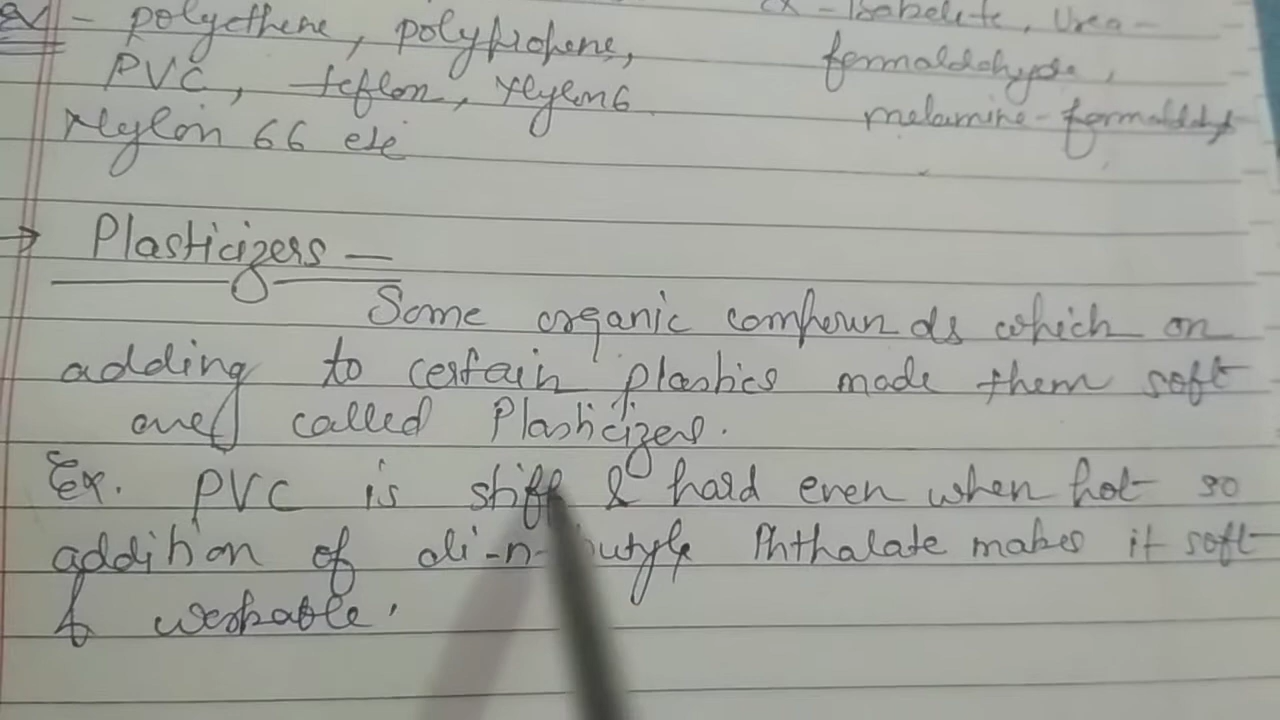 Ex - polyethene, polypropene,
PVC, teflon, Nylon 6
Nylon 66 etc
Ex - Bakelite, Urea -
formaldehyde,
melamine - formaldehyde
→ Plasticizers —
Some organic compounds which on
adding to certain plastics made them soft
are called Plasticizers.
Ex. PVC is stiff & hard even when hot so
addition of di-n-butyl Phthalate makes it soft
& workable.